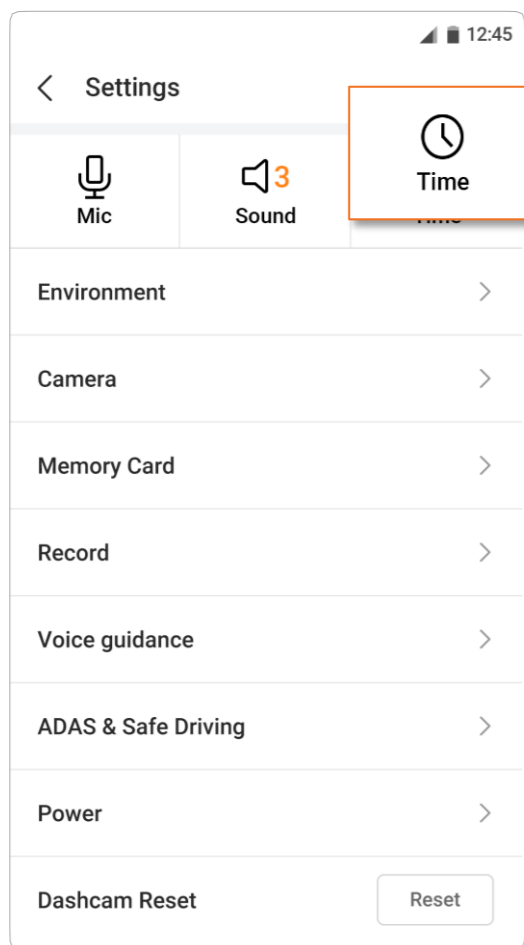 12:45
Settings
Time
3
Mic
Sound
Environment
Camera
Memory Card
Record
Voice guidance
ADAS & Safe Driving
Power
Dashcam Reset
Reset